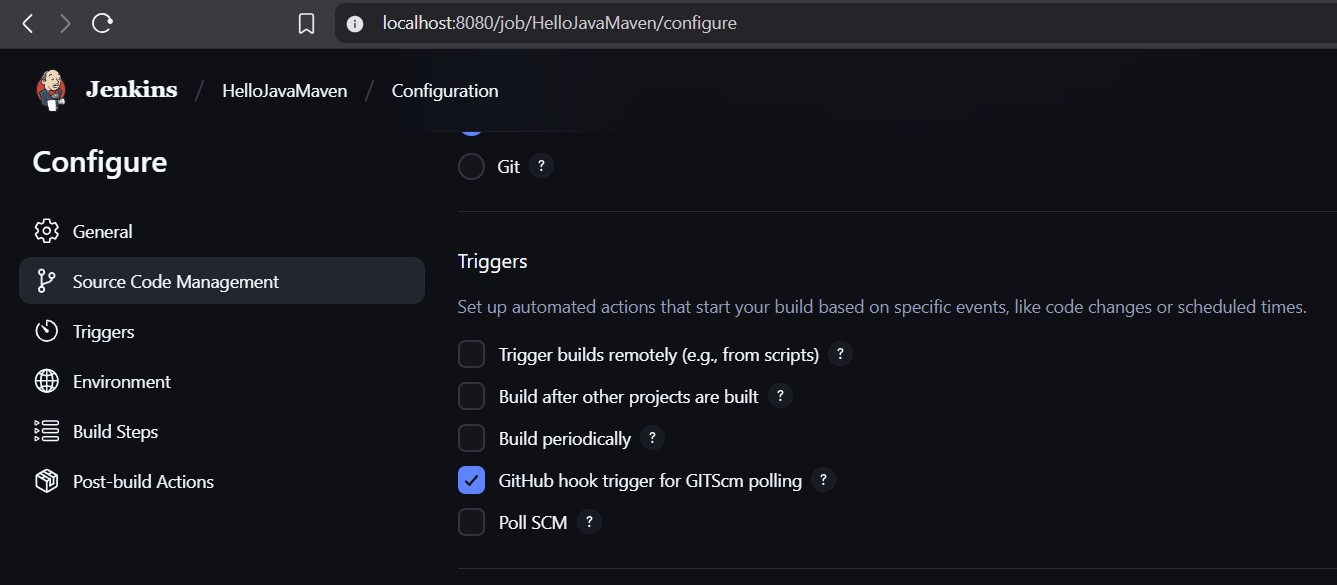 localhost:8080/job/HelloJavaMaven/configure
Jenkins / HelloJavaMaven / Configuration
Configure
General
Source Code Management
Triggers
Environment
Build Steps
Post-build Actions
Git ?
Triggers
Set up automated actions that start your build based on specific events, like code changes or scheduled times.
Trigger builds remotely (e.g., from scripts) ?
Build after other projects are built ?
Build periodically ?
GitHub hook trigger for GITScm polling ?
Poll SCM ?